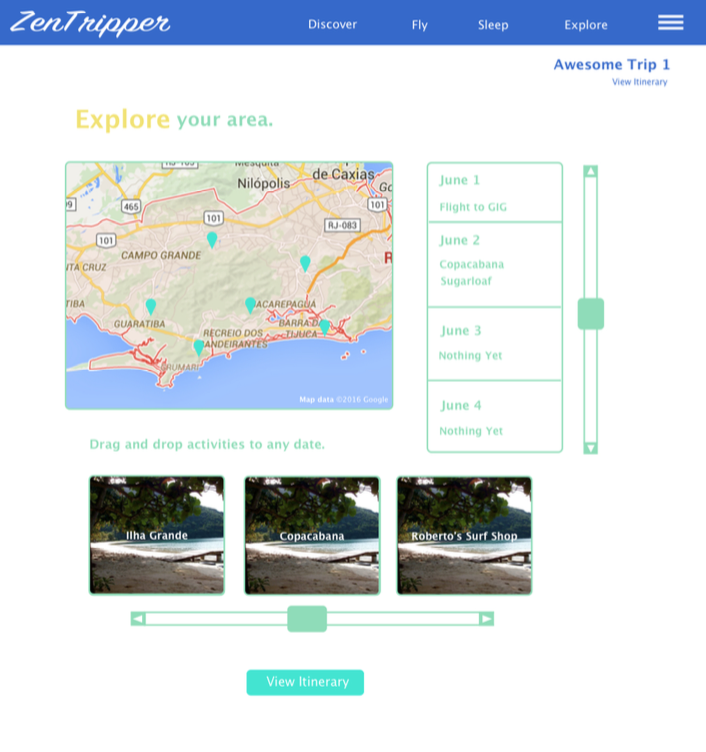 ZenTripper
Discover
Fly
Sleep
Explore
Awesome Trip 1
View Itinerary
Explore your area.
Nilópolis
de Caxias
465
101
101
RJ-083
101
CAMPO GRANDE
ITA CRUZ
TIBA
GUARATIBA
JACAREPAGUÁ
RECREIO DOS
BANDEIRANTES
BARRA DA
TIJUCA
GRUMARI
Map data ©2016 Google
June 1
Flight to GIG
June 2
Copacabana
Sugarloaf
June 3
Nothing Yet
June 4
Nothing Yet
Drag and drop activities to any date.
Ilha Grande
Copacabana
Roberto's Surf Shop
View Itinerary